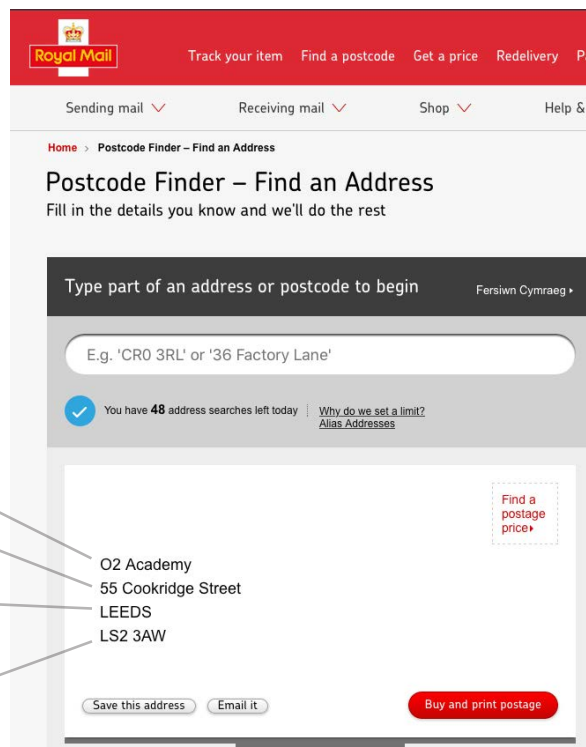 Royal Mail
Track your item Find a postcode Get a price Redelivery
Sending mail Receiving mail Shop Help &
Home > Postcode Finder – Find an Address
Postcode Finder – Find an Address
Fill in the details you know and we'll do the rest
Type part of an address or postcode to begin Fersiwn Cymraeg
E.g. 'CR0 3RL' or '36 Factory Lane'
You have 48 address searches left today Why do we set a limit?
Alias Addresses
Find a
postage
price
O2 Academy
55 Cookridge Street
LEEDS
LS2 3AW
Save this address Email it Buy and print postage